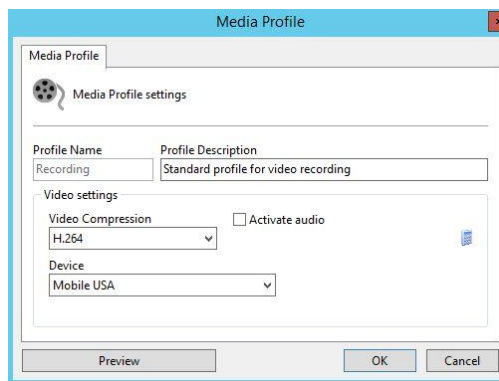 Media Profile
Media Profile
Media Profile settings
Profile Name Profile Description
Recording Standard profile for video recording
Video settings
Video Compression Activate audio
H.264
Device
Mobile USA
Preview OK Cancel